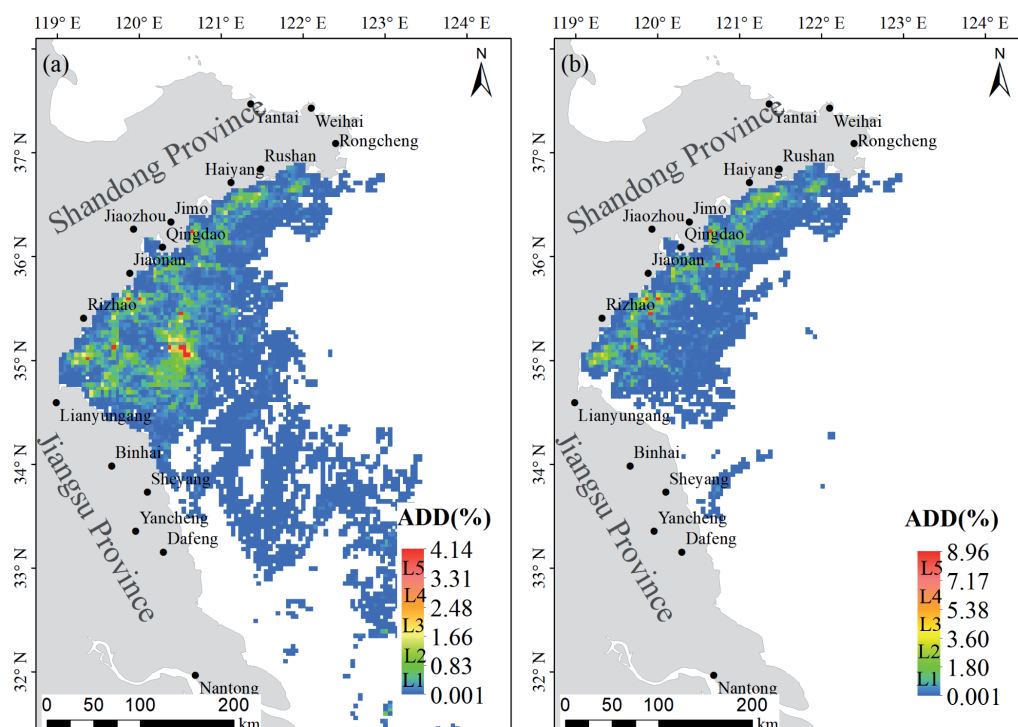 119° E 120° E 121° E 122° E 123° E 124° E
(a)
N
37° N
36° N
35° N
34° N
33° N
32° N
Shandong Province
Jiangsu Province
Yantai
Weihai
Rongcheng
Rushan
Haiyang
Jimo
Jiaozhou
Qingdao
Jiaonan
Rizhao
Lianyungang
Binhai
Sheyang
Yancheng
Dafeng
Nantong
ADD(%)
4.14
L5
3.31
L4
2.48
L3
1.66
L2
0.83
L1
0.001
0 50 100 200
km
119° E 120° E 121° E 122° E 123° E 124° E
(b)
N
37° N
36° N
35° N
34° N
33° N
32° N
Shandong Province
Jiangsu Province
Yantai
Weihai
Rongcheng
Rushan
Haiyang
Jimo
Jiaozhou
Qingdao
Jiaonan
Rizhao
Lianyungang
Binhai
Sheyang
Yancheng
Dafeng
Nantong
ADD(%)
8.96
L5
7.17
L4
5.38
L3
3.60
L2
1.80
L1
0.001
0 50 100 200
km